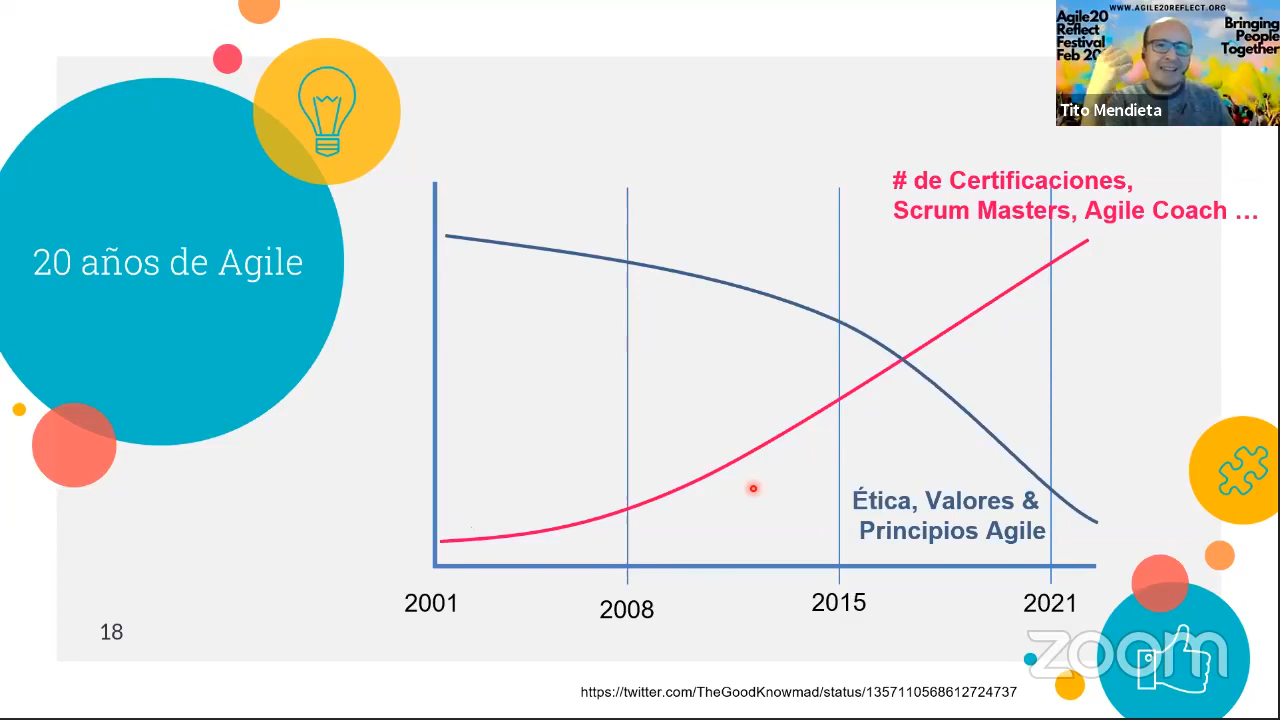 WWW.AGILE20REFLECT.ORG
Agile20
Reflect
Festival
Feb 20
Bringing
People
Together
Tito Mendieta
20 años de Agile
# de Certificaciones,
Scrum Masters, Agile Coach ...
Ética, Valores &
Principios Agile
2001
2008
2015
2021
18
zoom
https://twitter.com/TheGoodKnowmad/status/1357110568612724737